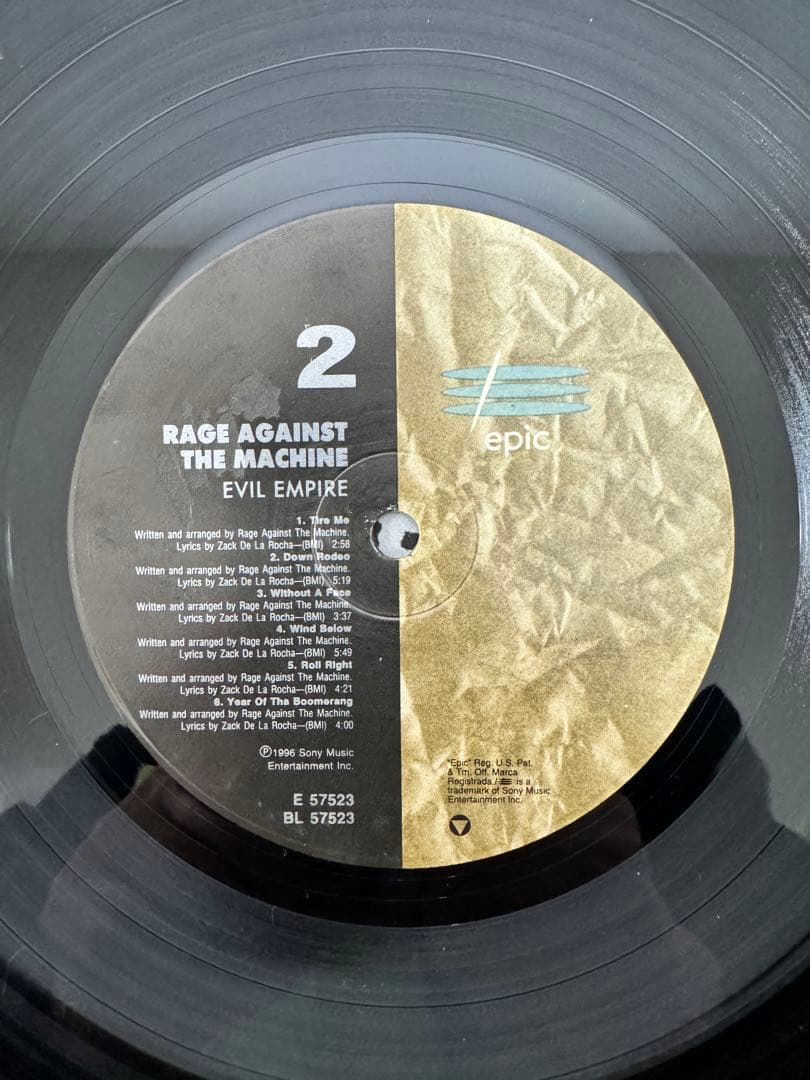 2
RAGE AGAINST
THE MACHINE
EVIL EMPIRE
1. Tire Me
Written and arranged by Rage Against The Machine.
Lyrics by Zack De La Rocha—(BMI) 2:58
2. Down Rodeo
Written and arranged by Rage Against The Machine.
Lyrics by Zack De La Rocha—(BMI) 5:19
3. Without A Face
Written and arranged by Rage Against The Machine.
Lyrics by Zack De La Rocha—(BMI) 3:37
4. Wind Below
Written and arranged by Rage Against The Machine.
Lyrics by Zack De La Rocha—(BMI) 5:49
5. Roll Right
Written and arranged by Rage Against The Machine.
Lyrics by Zack De La Rocha—(BMI) 4:21
6. Year Of Tha Boomerang
Written and arranged by Rage Against The Machine.
Lyrics by Zack De La Rocha—(BMI) 4:00
℗1996 Sony Music
Entertainment Inc.
E 57523
BL 57523
epic
"Epic" Reg. U.S. Pat.
& Tm. Off. Marca
Registrada./ is a
trademark of Sony Music
Entertainment Inc.